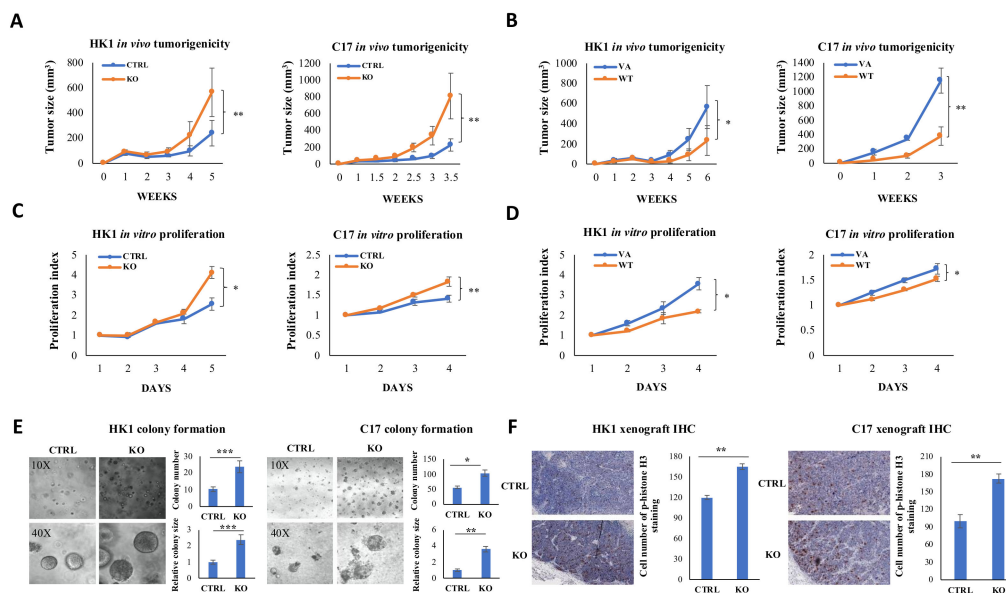 A
HK1 in vivo tumorigenicity
CTRL
KO
Tumor size (mm³)
800
600
400
200
0
0 1 2 3 4 5
WEEKS
**
C17 in vivo tumorigenicity
CTRL
KO
Tumor size (mm³)
1200
1000
800
600
400
200
0
0 1 1.5 2 2.5 3 3.5
WEEKS
**
B
HK1 in vivo tumorigenicity
VA
WT
Tumor size (mm³)
1000
800
600
400
200
0
0 1 2 3 4 5 6
WEEKS
*
C17 in vivo tumorigenicity
VA
WT
Tumor size (mm³)
1400
1200
1000
800
600
400
200
0
0 1 2 3
WEEKS
**
C
HK1 in vitro proliferation
CTRL
KO
Proliferation index
5
4
3
2
1
0
1 2 3 4 5
DAYS
*
C17 in vitro proliferation
CTRL
KO
Proliferation index
2.5
2
1.5
1
0.5
0
1 2 3 4
DAYS
**
D
HK1 in vitro proliferation
VA
WT
Proliferation index
5
4
3
2
1
0
1 2 3 4
DAYS
*
C17 in vitro proliferation
VA
WT
Proliferation index
2
1.5
1
0.5
0
1 2 3 4
DAYS
*
E
HK1 colony formation
CTRL KO
10X
40X
Colony number
30
20
10
0
***
CTRL KO
Relative colony size
3
2
1
0
***
CTRL KO
C17 colony formation
CTRL KO
10X
40X
Colony number
150
100
50
0
*
CTRL KO
Relative colony size
6
4
2
0
**
CTRL KO
F
HK1 xenograft IHC
CTRL
KO
Cell number of p-histone H3
staining
180
150
120
90
60
30
0
**
CTRL KO
C17 xenograft IHC
CTRL
KO
Cell number of p-histone H3
staining
210
180
150
120
90
60
30
0
**
CTRL KO